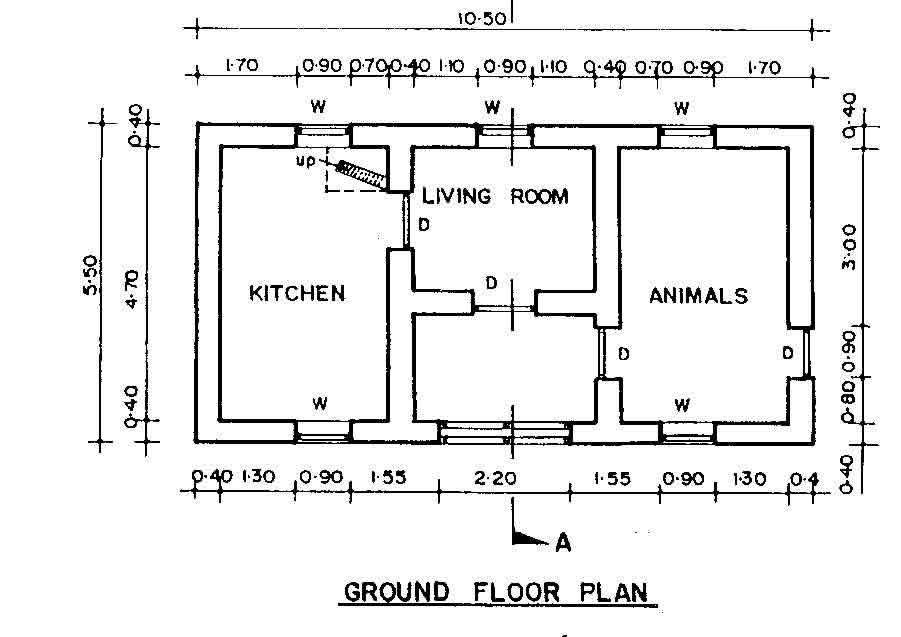 10·50
1·70 0·90 0·70 0·40 1·10 0·90 1·10 0·40 0·70 0·90 1·70
W W W
0·40
0·40
up
LIVING ROOM
D
3·00
5·50
4·70
KITCHEN
D
ANIMALS
D
D
0·90
0·80
W
W
0·40
0·40
0·40 1·30 0·90 1·55 2·20 1·55 0·90 1·30 0·4
A
GROUND FLOOR PLAN